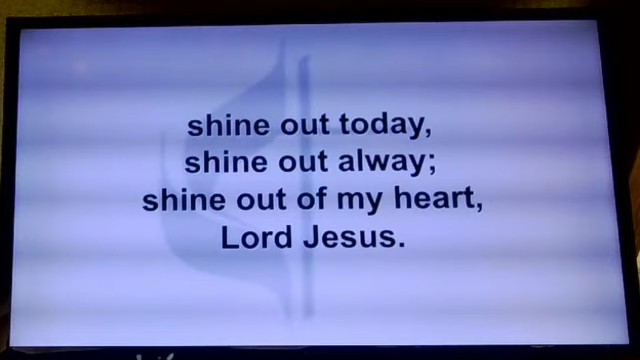 shine out today,
shine out alway;
shine out of my heart,
Lord Jesus.